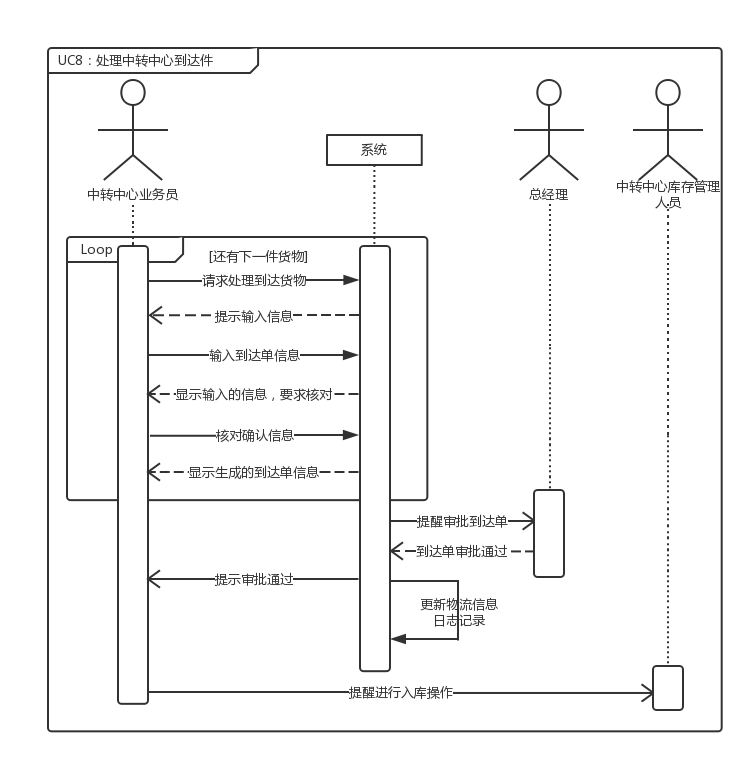 UC8：处理中转中心到达件
系统
中转中心业务员
总经理
中转中心库存管理
人员
Loop
[还有下一件货物]
请求处理到达货物
提示输入信息
输入到达单信息
显示输入的信息，要求核对
核对确认信息
显示生成的到达单信息
提醒审批到达单
到达单审批通过
提示审批通过
更新物流信息
日志记录
提醒进行入库操作